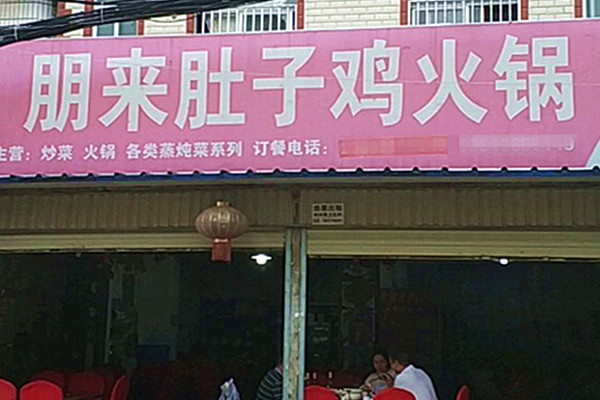 朋来肚子鸡火锅
主营：炒菜 火锅 各类蒸炖菜系列 订餐电话：